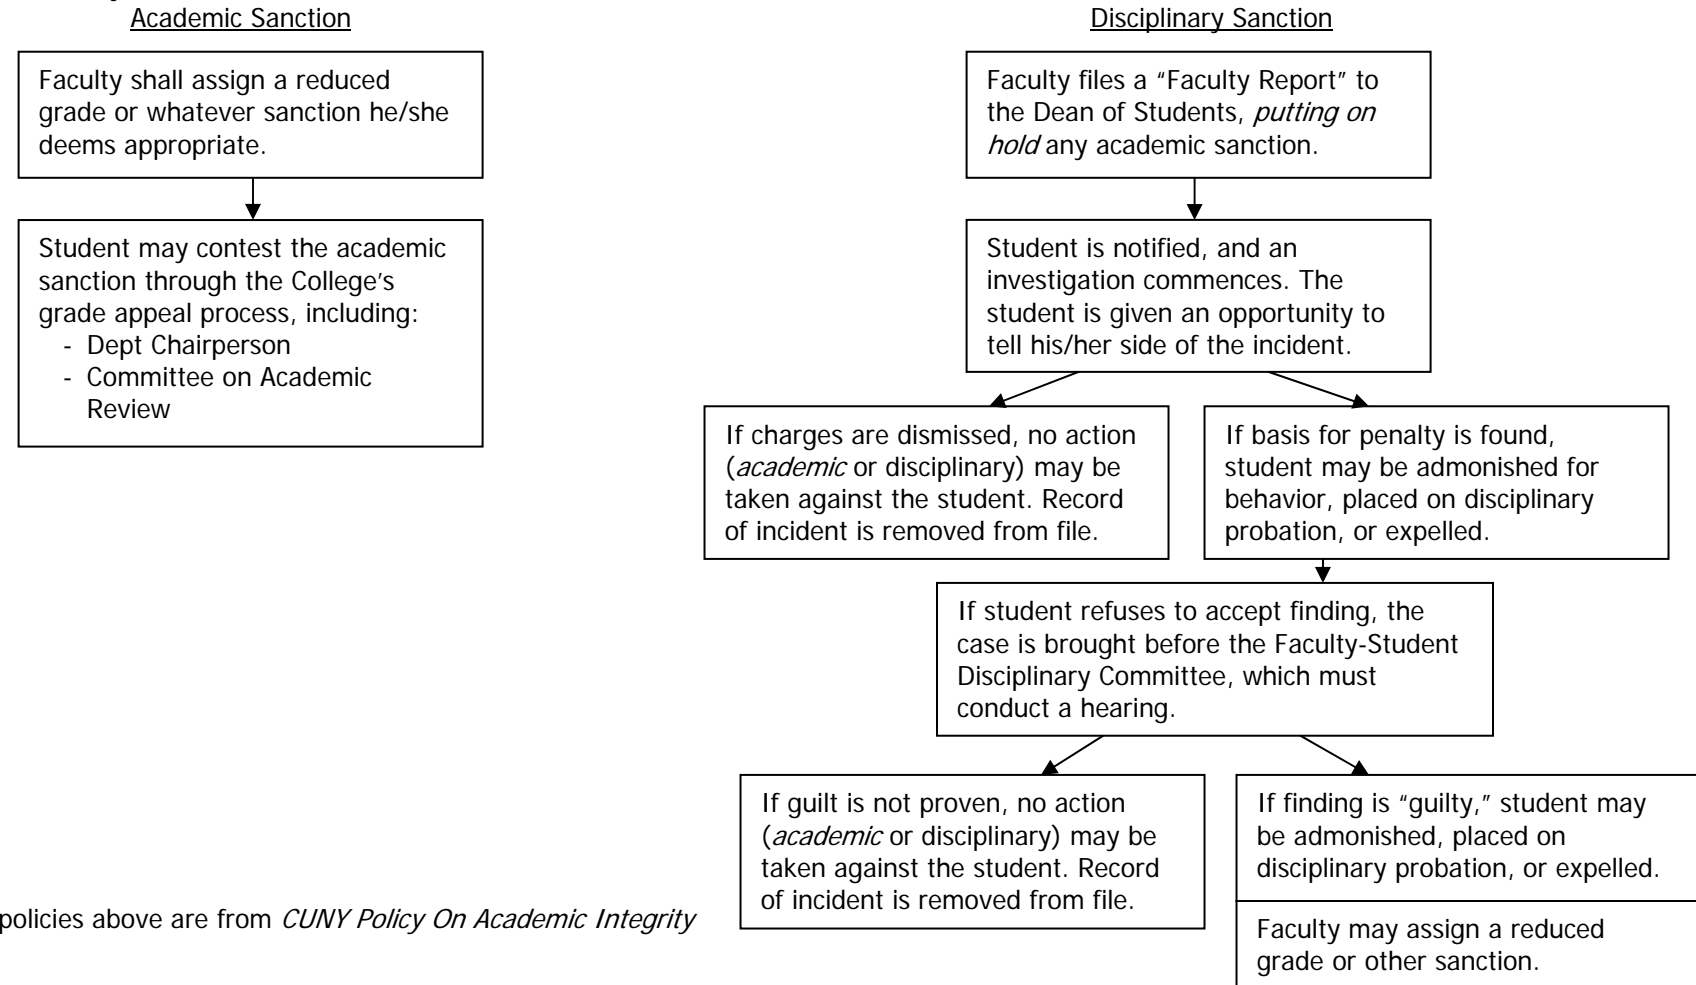 Academic Sanction
Faculty shall assign a reduced
grade or whatever sanction he/she
deems appropriate.
Student may contest the academic
sanction through the College's
grade appeal process, including:
- Dept Chairperson
- Committee on Academic
Review
Disciplinary Sanction
Faculty files a “Faculty Report” to
the Dean of Students, putting on
hold any academic sanction.
Student is notified, and an
investigation commences. The
student is given an opportunity to
tell his/her side of the incident.
If charges are dismissed, no action
(academic or disciplinary) may be
taken against the student. Record
of incident is removed from file.
If basis for penalty is found,
student may be admonished for
behavior, placed on disciplinary
probation, or expelled.
If student refuses to accept finding, the
case is brought before the Faculty-Student
Disciplinary Committee, which must
conduct a hearing.
If guilt is not proven, no action
(academic or disciplinary) may be
taken against the student. Record
of incident is removed from file.
If finding is “guilty,” student may
be admonished, placed on
disciplinary probation, or expelled.
Faculty may assign a reduced
grade or other sanction.
policies above are from CUNY Policy On Academic Integrity